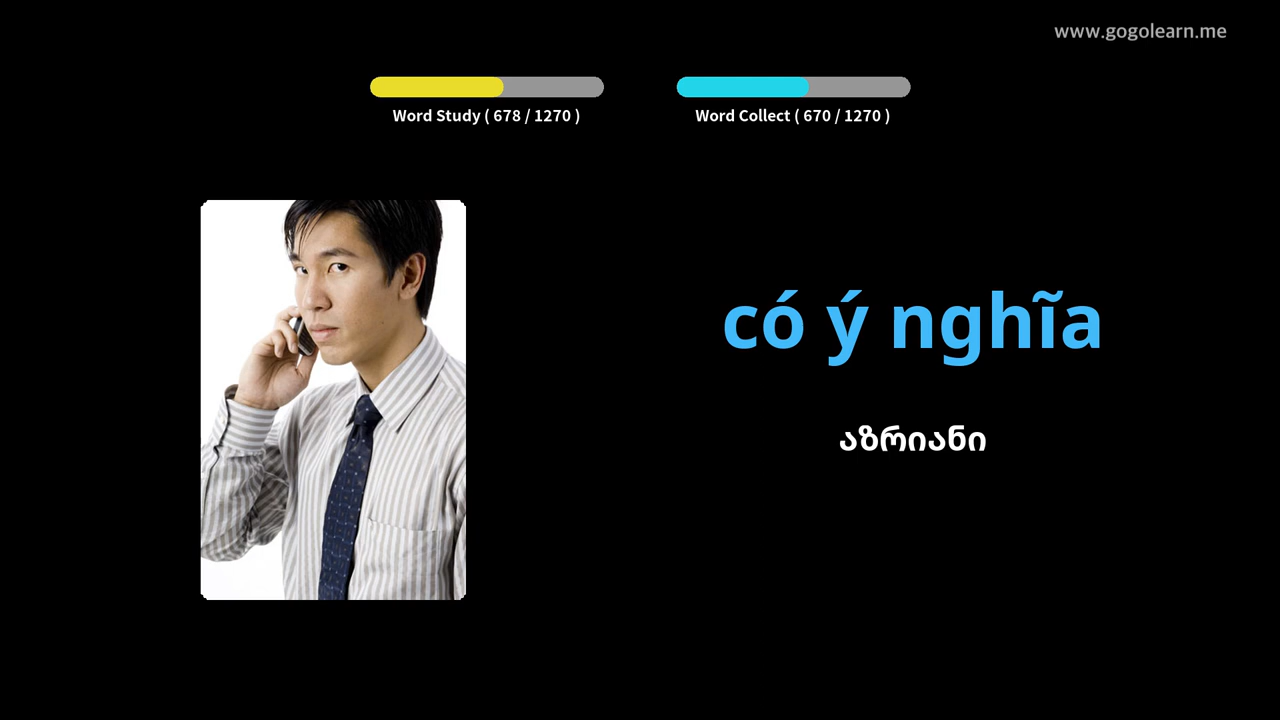 www.gogolearn.me
Word Study ( 678 / 1270 )
Word Collect ( 670 / 1270 )
có ý nghĩa
აზრიანი